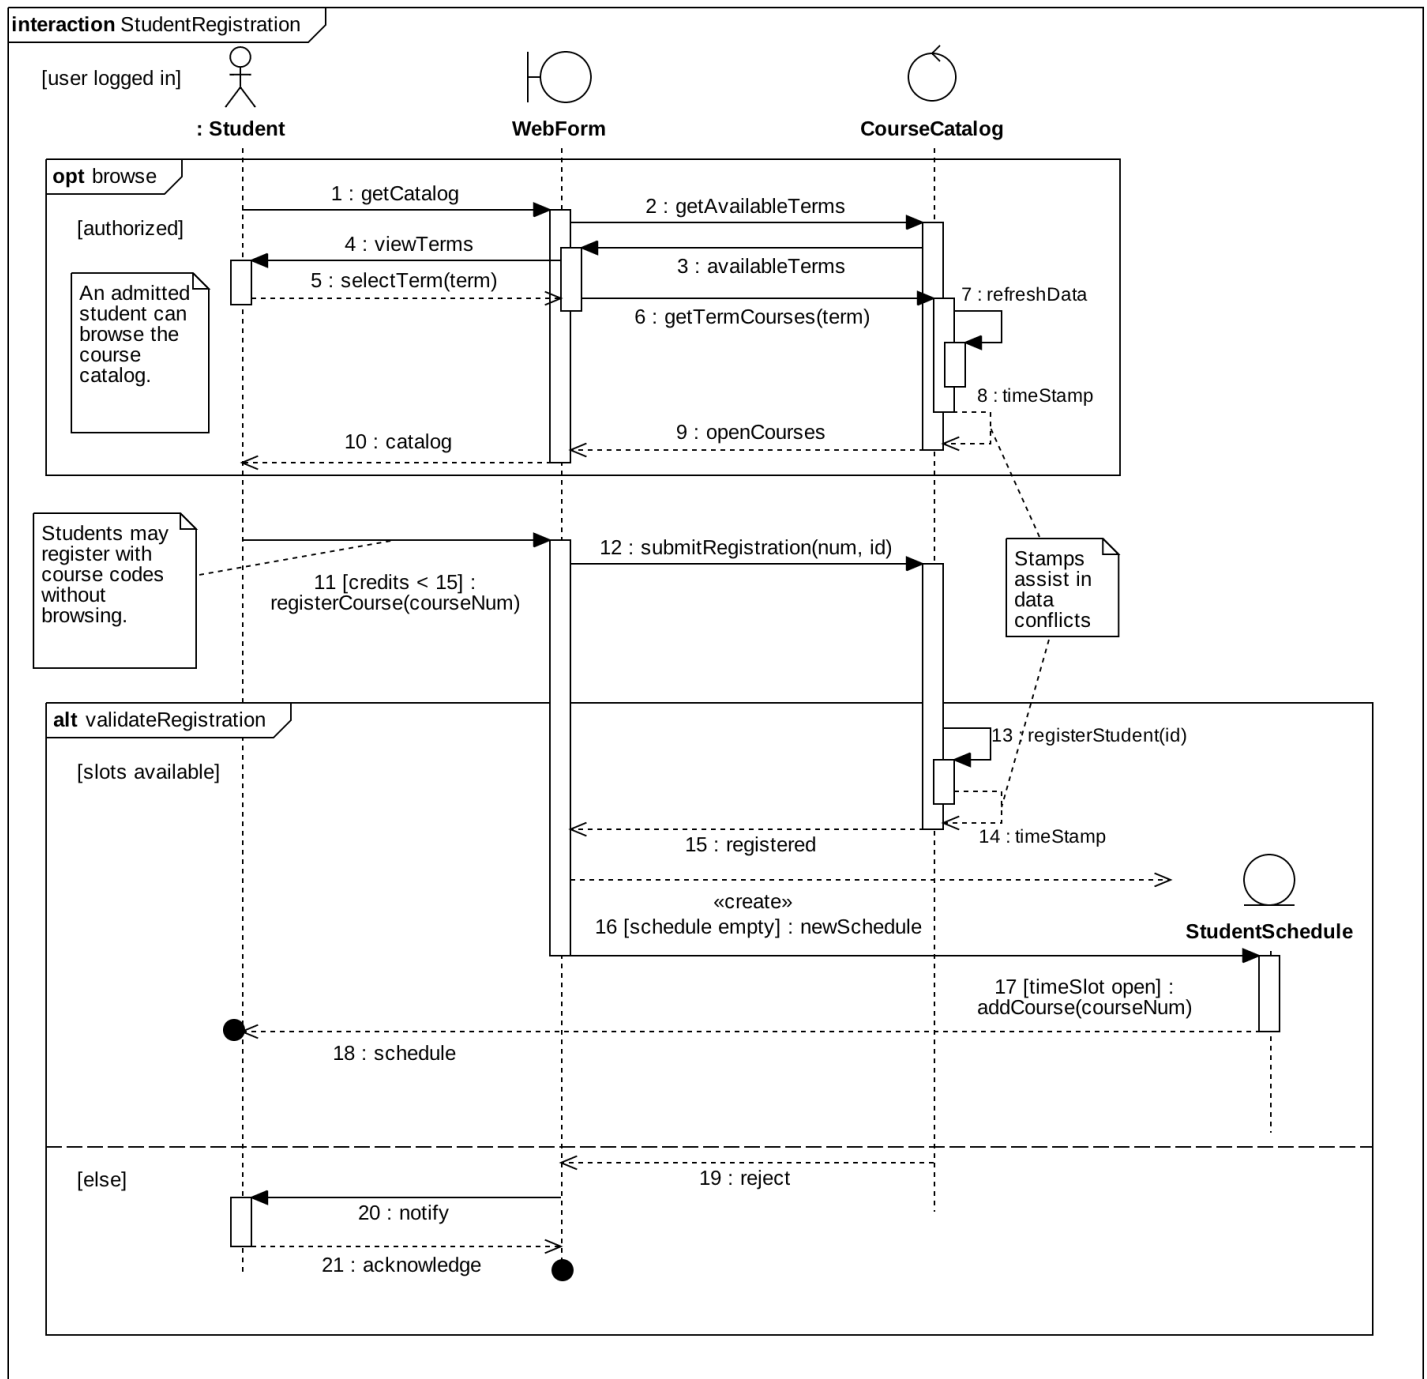 interaction StudentRegistration
[user logged in]
: Student
WebForm
CourseCatalog
opt browse
1 : getCatalog
2 : getAvailableTerms
[authorized]
4 : viewTerms
3 : availableTerms
5 : selectTerm(term)
7 : refreshData
6 : getTermCourses(term)
An admitted
student can
browse the
course
catalog.
8 : timeStamp
9 : openCourses
10 : catalog
Students may
register with
course codes
without
browsing.
12 : submitRegistration(num, id)
11 [credits < 15] :
registerCourse(courseNum)
Stamps
assist in
data
conflicts
alt validateRegistration
13 : registerStudent(id)
[slots available]
14 : timeStamp
15 : registered
«create»
16 [schedule empty] : newSchedule
StudentSchedule
17 [timeSlot open] :
addCourse(courseNum)
18 : schedule
[else]
19 : reject
20 : notify
21 : acknowledge